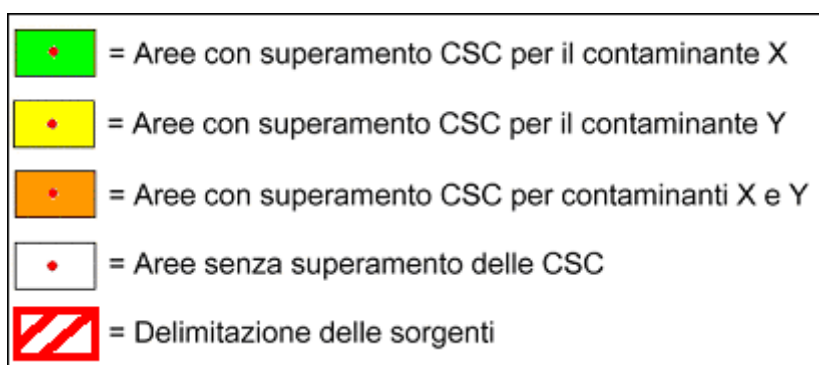 = Aree con superamento CSC per il contaminante X
= Aree con superamento CSC per il contaminante Y
= Aree con superamento CSC per contaminanti X e Y
= Aree senza superamento delle CSC
= Delimitazione delle sorgenti